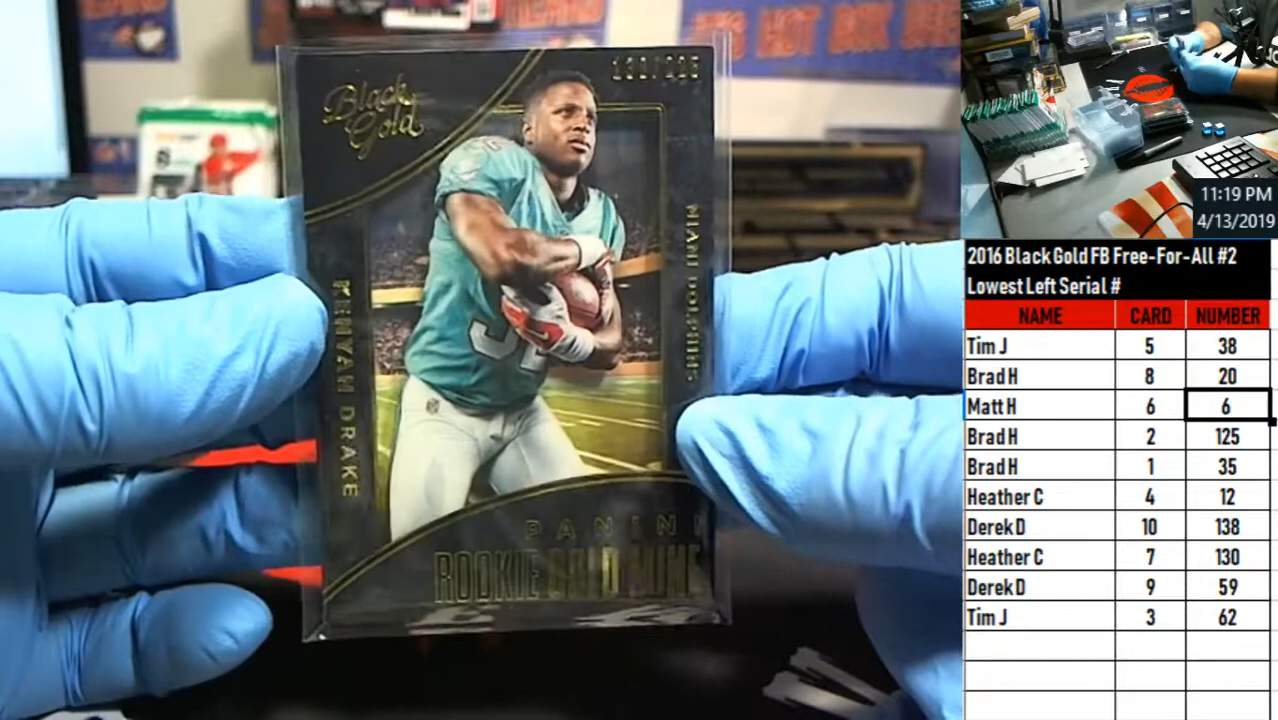 Black
Gold
KENYAN DRAKE
MIAMI DOLPHINS
PANINI
ROOKIE
11:19 PM
4/13/2019
2016 Black Gold FB Free-For-All #2
Lowest Left Serial #
NAME CARD NUMBER
Tim J 5 38
Brad H 8 20
Matt H 6 6
Brad H 2 125
Brad H 1 35
Heather C 4 12
Derek D 10 138
Heather C 7 130
Derek D 9 59
Tim J 3 62